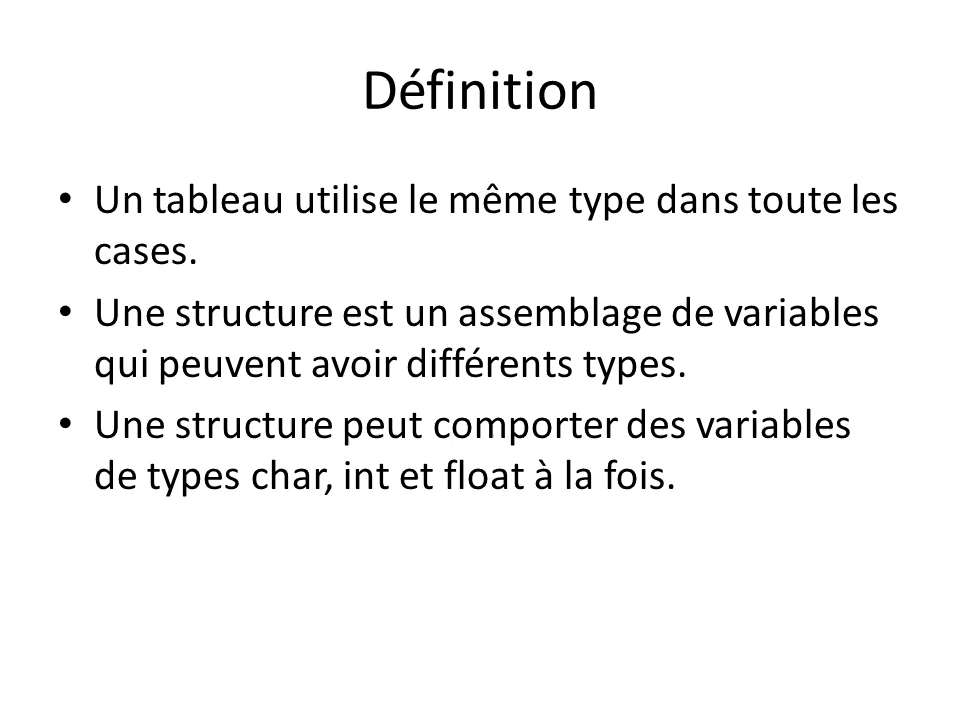 Définition
• Un tableau utilise le même type dans toute les
cases.
• Une structure est un assemblage de variables
qui peuvent avoir différents types.
• Une structure peut comporter des variables
de types char, int et float à la fois.